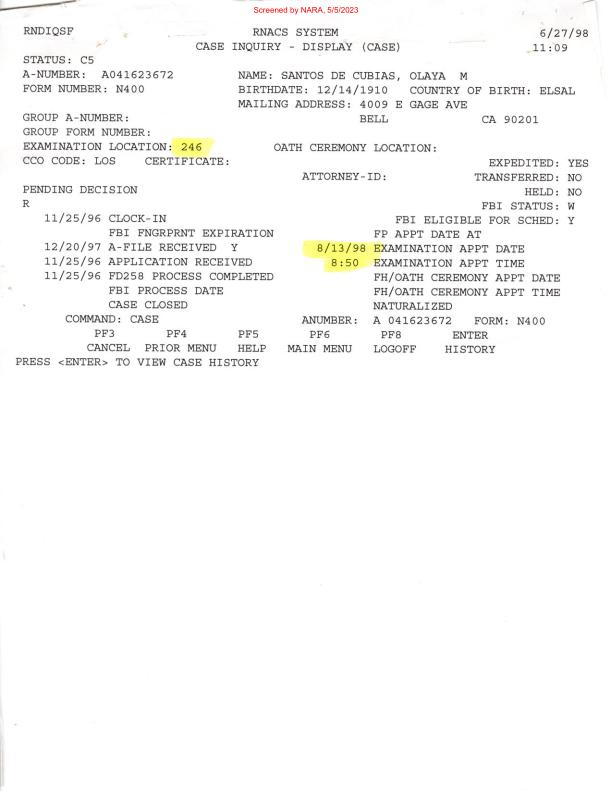 Screened by NARA, 5/5/2023
RNDIQSF RNACS SYSTEM 6/27/98
CASE INQUIRY - DISPLAY (CASE) 11:09
STATUS: C5
A-NUMBER: A041623672 NAME: SANTOS DE CUBIAS, OLAYA M
FORM NUMBER: N400 BIRTHDATE: 12/14/1910 COUNTRY OF BIRTH: ELSAL
MAILING ADDRESS: 4009 E GAGE AVE
GROUP A-NUMBER: BELL CA 90201
GROUP FORM NUMBER:
EXAMINATION LOCATION: 246 OATH CEREMONY LOCATION:
CCO CODE: LOS CERTIFICATE: EXPEDITED: YES
ATTORNEY-ID: TRANSFERRED: NO
PENDING DECISION HELD: NO
R FBI STATUS: W
11/25/96 CLOCK-IN FBI ELIGIBLE FOR SCHED: Y
FBI FNGRPRNT EXPIRATION FP APPT DATE AT
12/20/97 A-FILE RECEIVED Y 8/13/98 EXAMINATION APPT DATE
11/25/96 APPLICATION RECEIVED 8:50 EXAMINATION APPT TIME
11/25/96 FD258 PROCESS COMPLETED FH/OATH CEREMONY APPT DATE
FBI PROCESS DATE FH/OATH CEREMONY APPT TIME
CASE CLOSED NATURALIZED
COMMAND: CASE ANUMBER: A 041623672 FORM: N400
PF3 PF4 PF5 PF6 PF8 ENTER
CANCEL PRIOR MENU HELP MAIN MENU LOGOFF HISTORY
PRESS <ENTER> TO VIEW CASE HISTORY